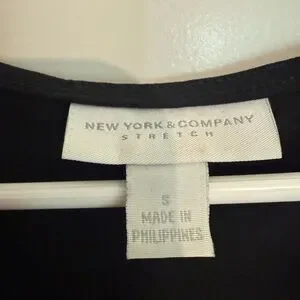 NEW YORK & COMPANY
STRETCH
S
MADE IN
PHILIPPINES